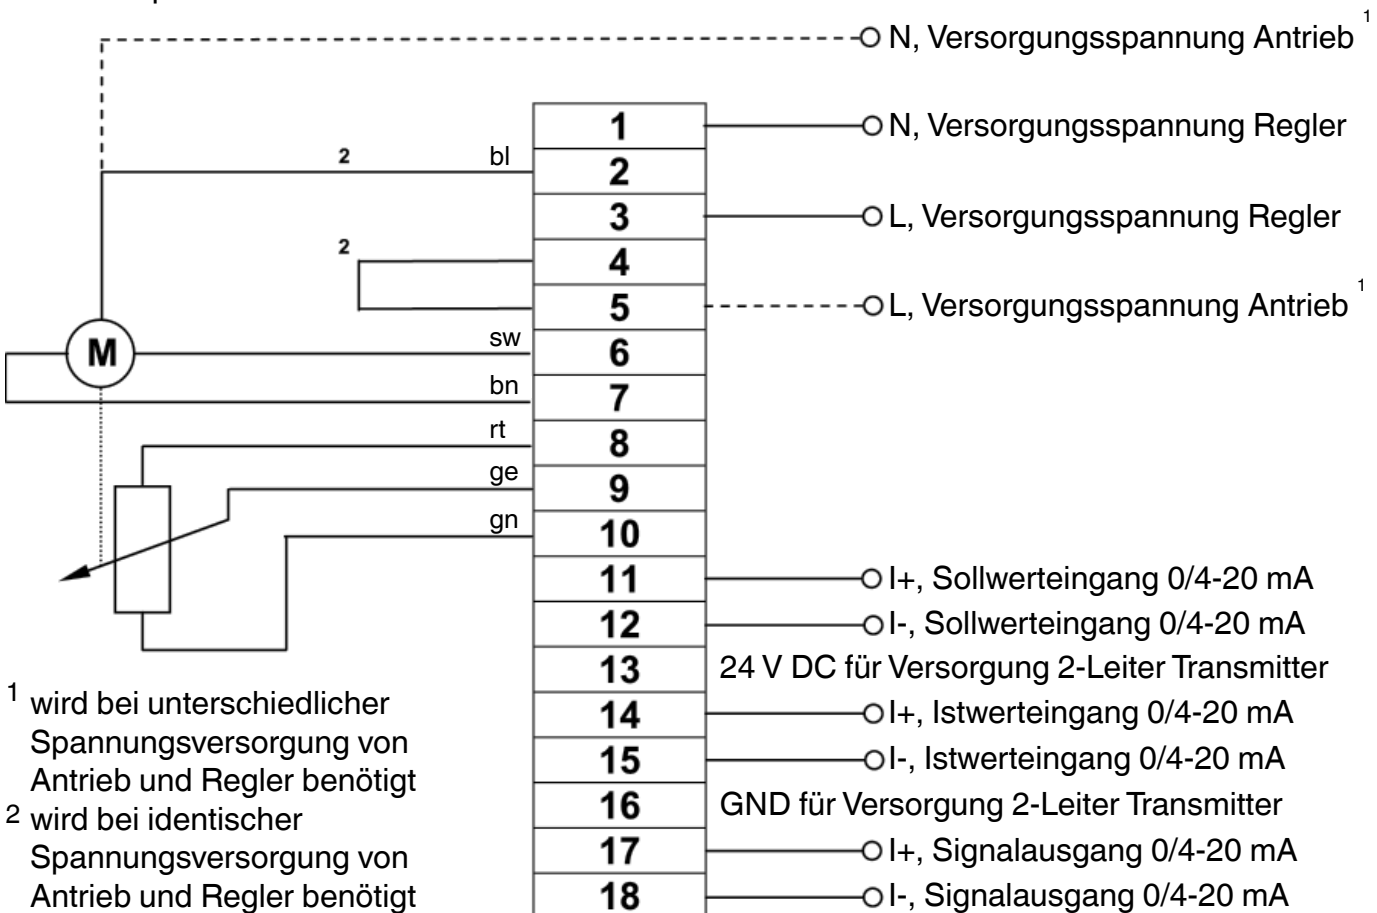 N, Versorgungsspannung Antrieb 1
1 N, Versorgungsspannung Regler
2 bl 2
3 L, Versorgungsspannung Regler
2 4
5 L, Versorgungsspannung Antrieb 1
M sw 6
bn 7
rt 8
ge 9
gn 10
11 I+, Sollwerteingang 0/4-20 mA
12 I-, Sollwerteingang 0/4-20 mA
13 24 V DC für Versorgung 2-Leiter Transmitter
14 I+, Istwerteingang 0/4-20 mA
15 I-, Istwerteingang 0/4-20 mA
16 GND für Versorgung 2-Leiter Transmitter
17 I+, Signalausgang 0/4-20 mA
18 I-, Signalausgang 0/4-20 mA
1 wird bei unterschiedlicher
Spannungsversorgung von
Antrieb und Regler benötigt
2 wird bei identischer
Spannungsversorgung von
Antrieb und Regler benötigt